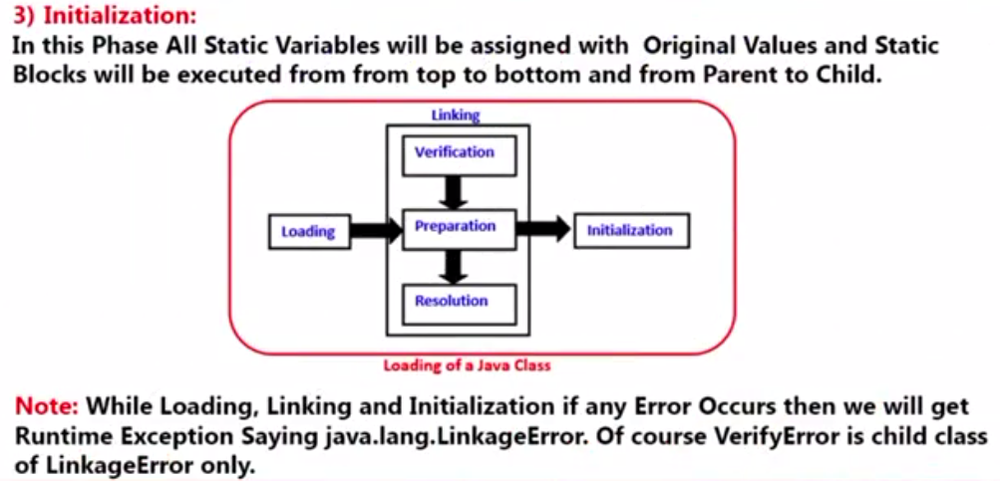 3) Initialization:
In this Phase All Static Variables will be assigned with Original Values and Static
Blocks will be executed from from top to bottom and from Parent to Child.
Linking
Verification
Loading
Preparation
Initialization
Resolution
Loading of a Java Class
Note: While Loading, Linking and Initialization if any Error Occurs then we will get
Runtime Exception Saying java.lang.LinkageError. Of course VerifyError is child class
of LinkageError only.